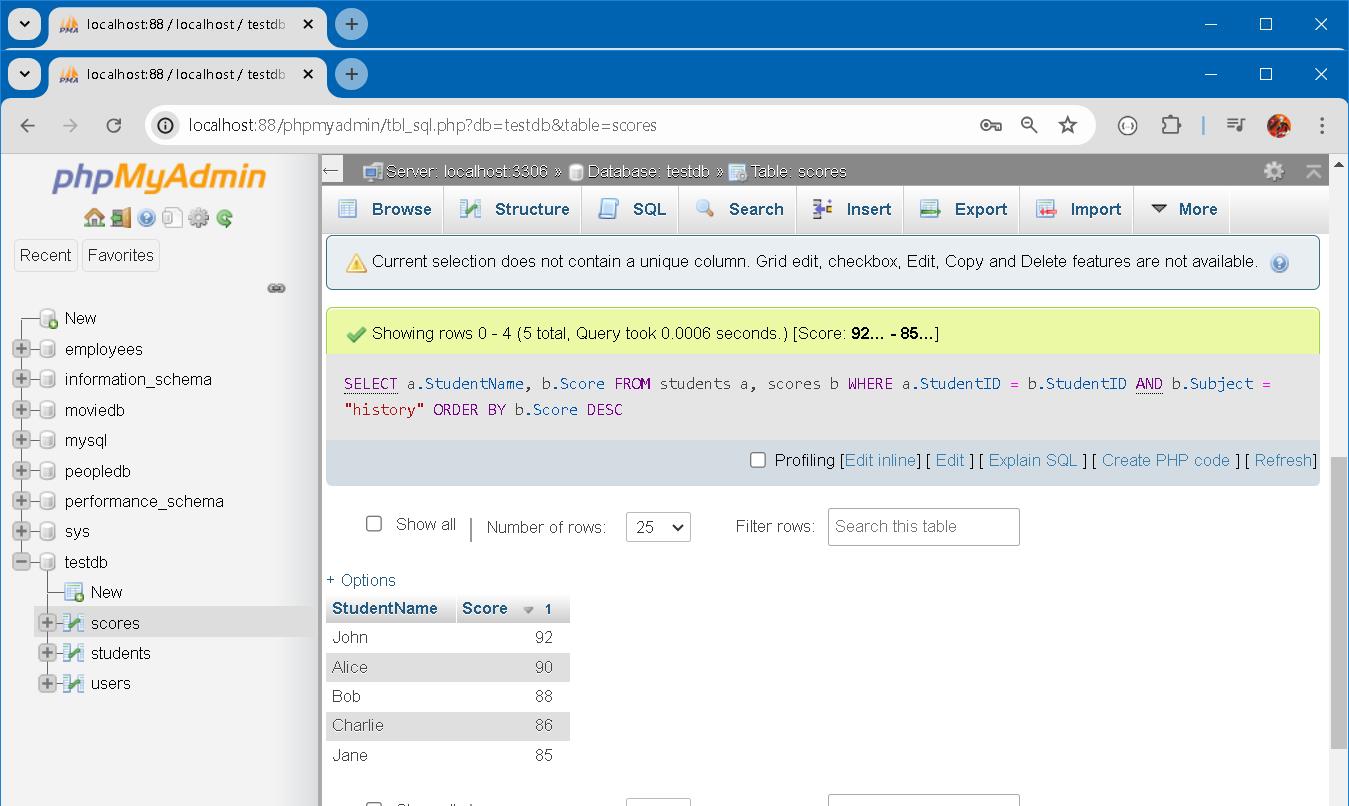 localhost:88 / localhost / testdb
localhost:88 / localhost / testdb
localhost:88/phpmyadmin/tbl_sql.php?db=testdb&table=scores
phpMyAdmin
Recent Favorites
New
employees
information_schema
moviedb
mysql
peopledb
performance_schema
sys
testdb
New
scores
students
users
Server: localhost:3306 » Database: testdb » Table: scores
Browse Structure SQL Search Insert Export Import More
Current selection does not contain a unique column. Grid edit, checkbox, Edit, Copy and Delete features are not available.
Showing rows 0 - 4 (5 total, Query took 0.0006 seconds.) [Score: 92... - 85...]
SELECT a.StudentName, b.Score FROM students a, scores b WHERE a.StudentID = b.StudentID AND b.Subject =
"history" ORDER BY b.Score DESC
Profiling [Edit inline] [ Edit ] [ Explain SQL ] [ Create PHP code ] [ Refresh]
Show all | Number of rows: 25 Filter rows: Search this table
+ Options
StudentName Score 1
John 92
Alice 90
Bob 88
Charlie 86
Jane 85